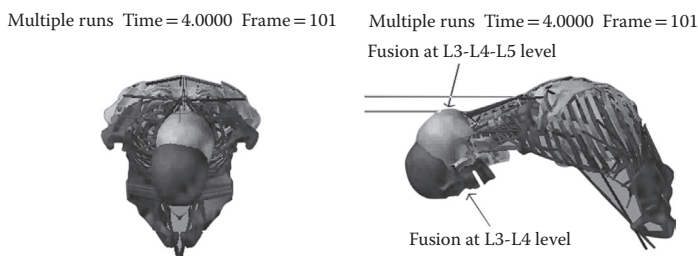 Multiple runs Time=4.0000 Frame=101
Multiple runs Time=4.0000 Frame=101
Fusion at L3-L4-L5 level
Fusion at L3-L4 level